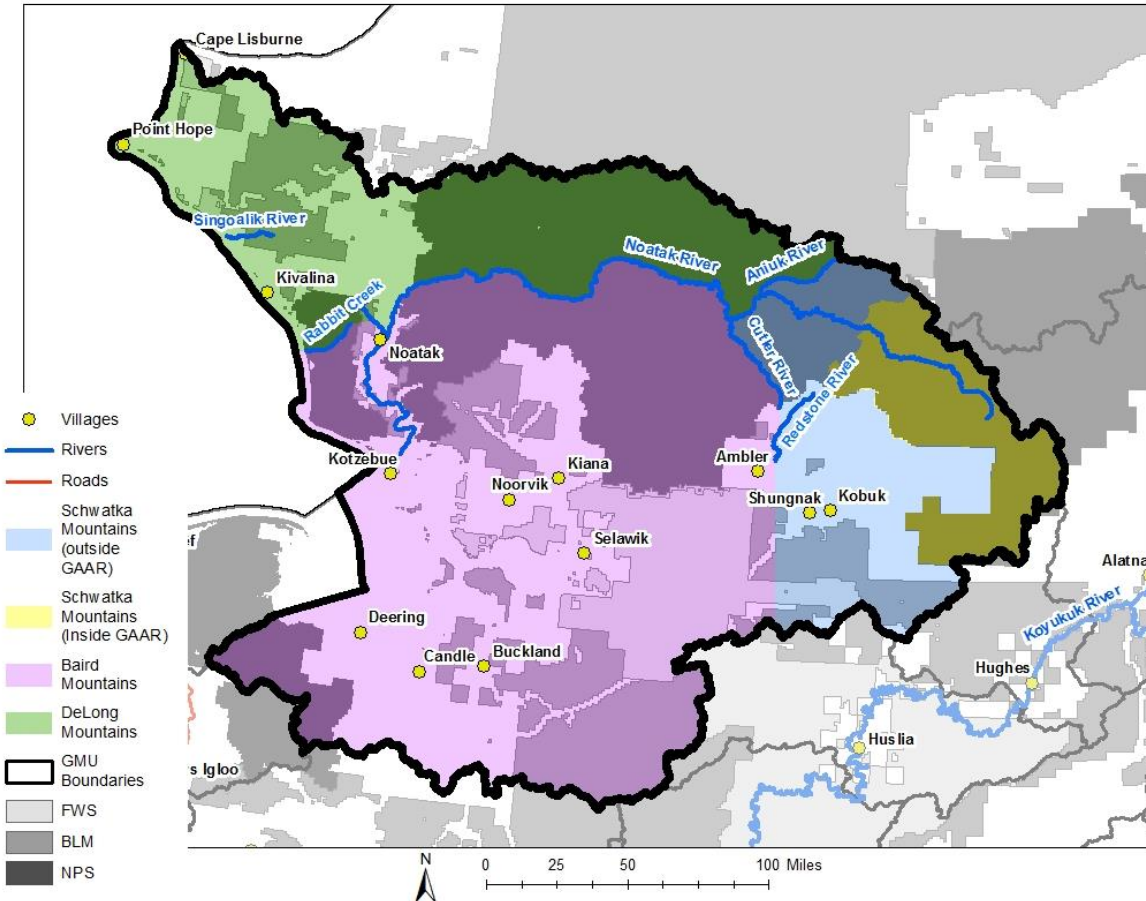 Cape Lisburne
Point Hope
Singoalik River
Kivalina
Rabbit Creek
Noatak
Noatak River
Aniuk River
Cutler River
Redstone River
Kotzebue
Kiana
Noorvik
Ambler
Shungnak
Kobuk
Selawik
Deering
Candle
Buckland
Alatna
Koyukuk River
Hughes
Huslia
ef
rs Igloo
Villages
Rivers
Roads
Schwatka
Mountains
(outside
GAAR)
Schwatka
Mountains
(Inside GAAR)
Baird
Mountains
DeLong
Mountains
GMU
Boundaries
FWS
BLM
NPS
N
0 25 50 100 Miles